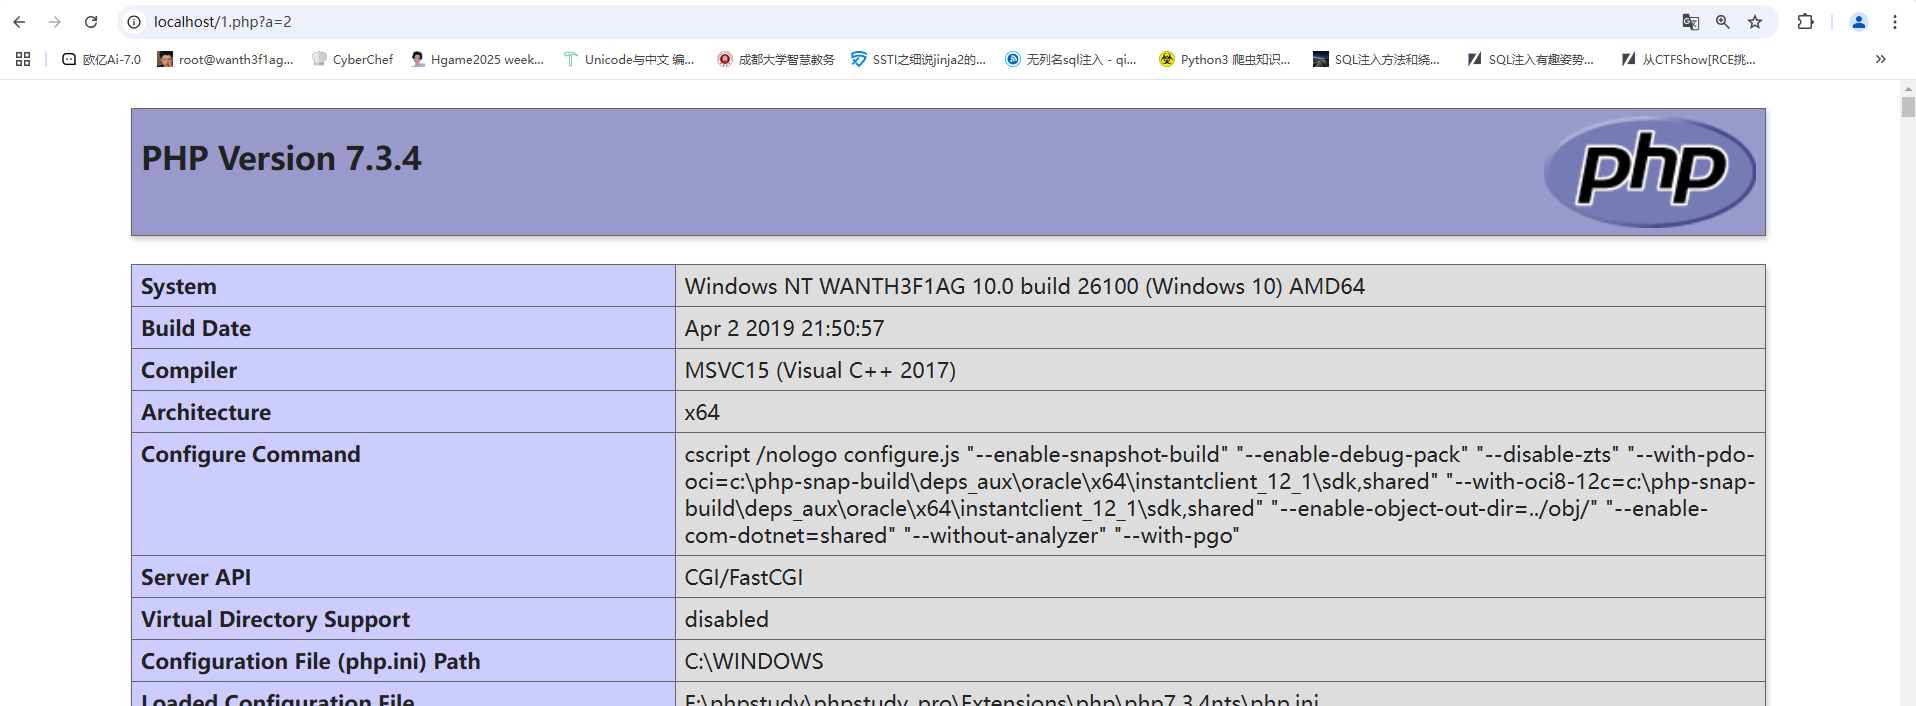 localhost/1.php?a=2
欧亿Ai-7.0 root@wanth3f1ag... CyberChef Hgame2025 week... Unicode与中文 编... 成都大学智慧教务 SSTI之细说jinja2的... 无列名sql注入 - qi... Python3 爬虫知识... SQL注入方法和绕... SQL注入有趣姿势... 从CTFShow[RCE挑...
PHP Version 7.3.4
php
System Windows NT WANTH3F1AG 10.0 build 26100 (Windows 10) AMD64
Build Date Apr 2 2019 21:50:57
Compiler MSVC15 (Visual C++ 2017)
Architecture x64
Configure Command cscript /nologo configure.js "--enable-snapshot-build" "--enable-debug-pack" "--disable-zts" "--with-pdo-
oci=c:\php-snap-build\deps_aux\oracle\x64\instantclient_12_1\sdk,shared" "--with-oci8-12c=c:\php-snap-
build\deps_aux\oracle\x64\instantclient_12_1\sdk,shared" "--enable-object-out-dir=../obj/" "--enable-
com-dotnet=shared" "--without-analyzer" "--with-pgo"
Server API CGI/FastCGI
Virtual Directory Support disabled
Configuration File (php.ini) Path C:\WINDOWS
Loaded Configuration File E:\phpstudy\phpstudy_pro\Extensions\php\php7.3.4nts\php.ini